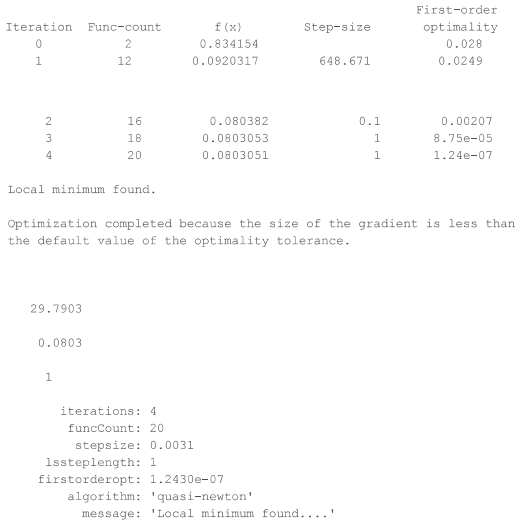 First-order
Iteration Func-count f(x) Step-size optimality
0 2 0.834154 0.028
1 12 0.0920317 648.671 0.0249
2 16 0.080382 0.1 0.00207
3 18 0.0803053 1 8.75e-05
4 20 0.0803051 1 1.24e-07
Local minimum found.
Optimization completed because the size of the gradient is less than
the default value of the optimality tolerance.
29.7903
0.0803
1
iterations: 4
funcCount: 20
stepsize: 0.0031
lssteplength: 1
firstorderopt: 1.2430e-07
algorithm: 'quasi-newton'
message: 'Local minimum found....'